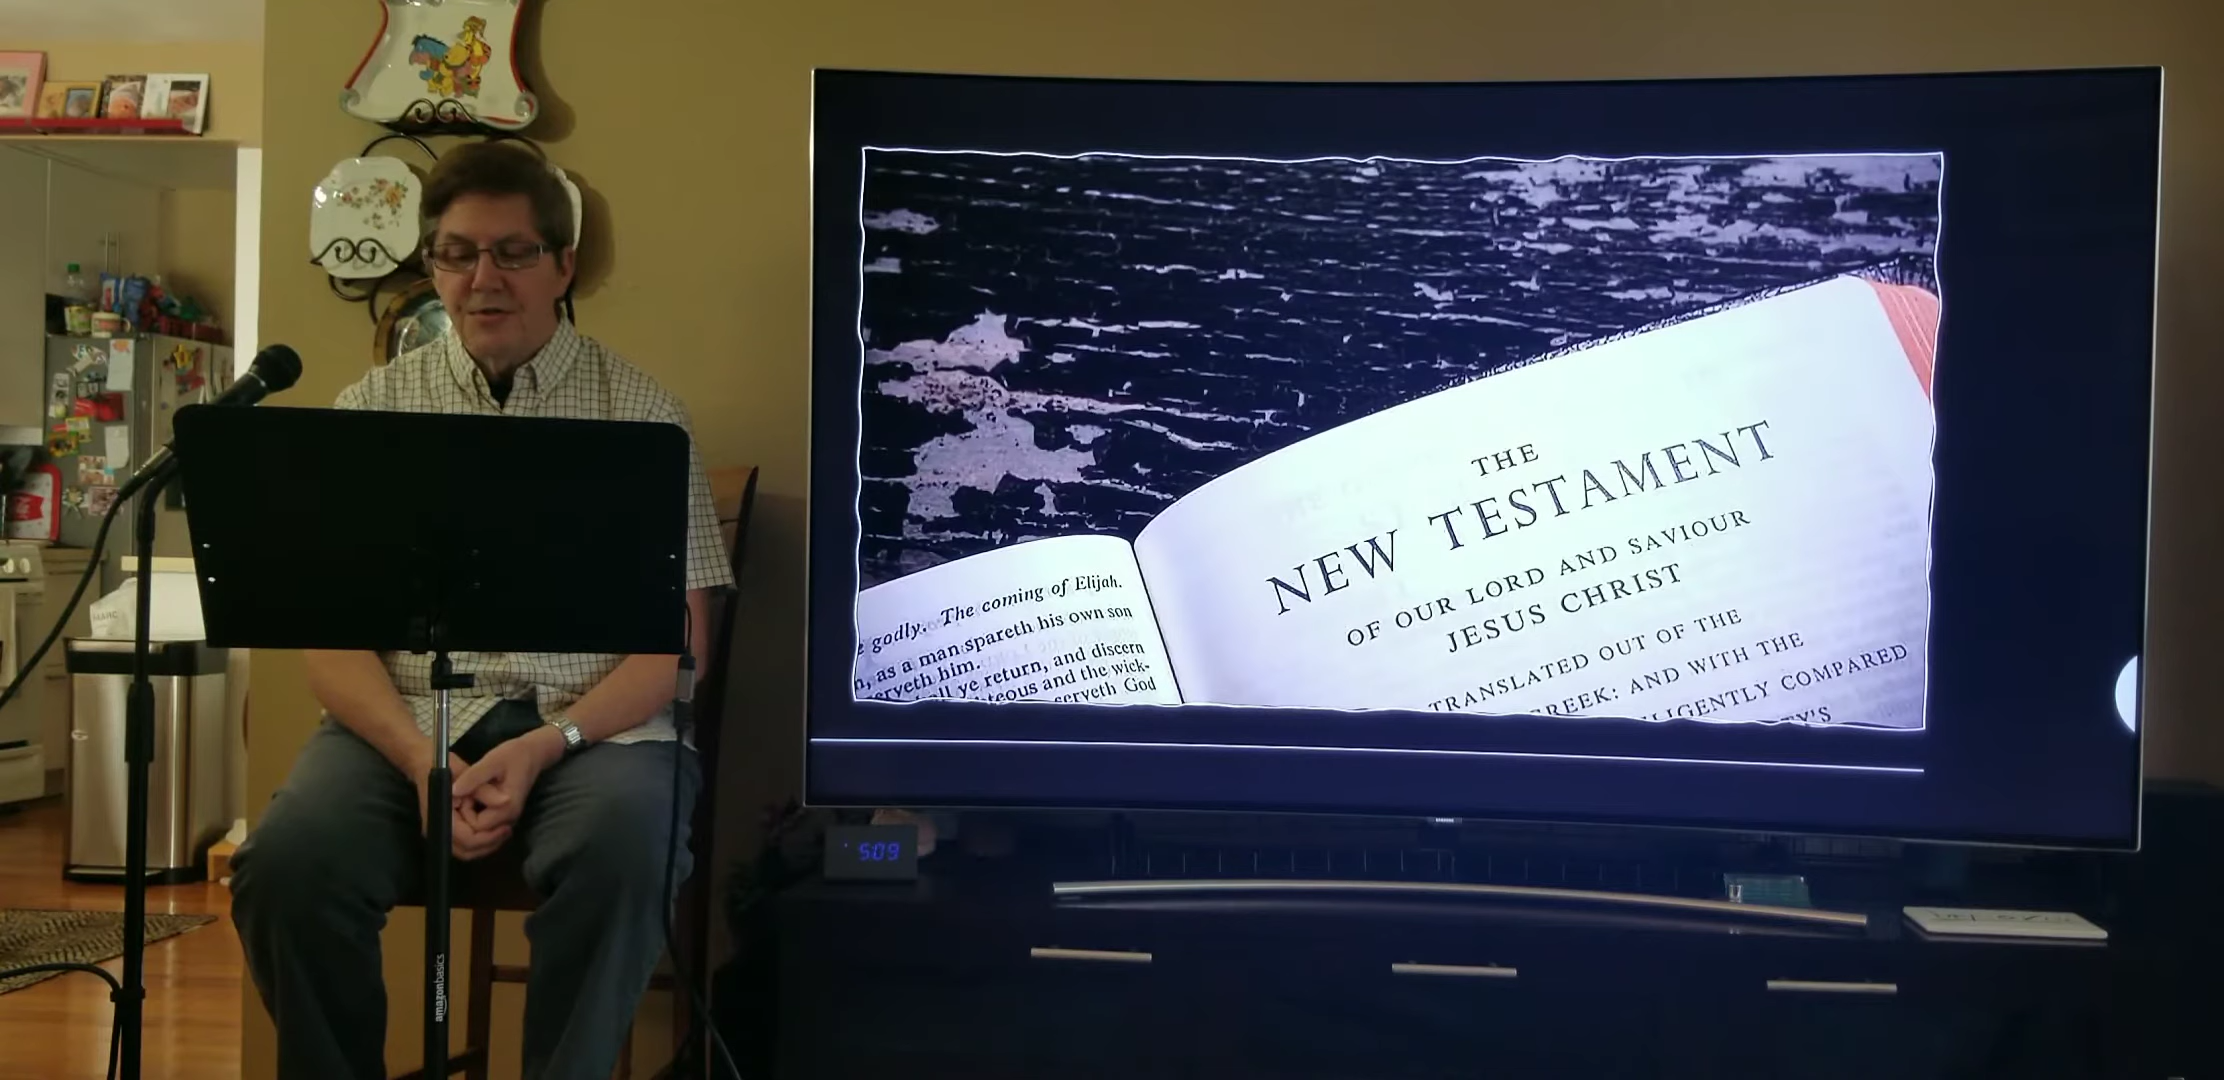 THE
NEW TESTAMENT
OF OUR LORD AND SAVIOUR
JESUS CHRIST
TRANSLATED OUT OF THE
GREEK: AND WITH THE
DILIGENTLY COMPARED
godly. The coming of Elijah.
as a man spareth his own son
serveth him.
ye return, and discern
and the wick-
serveth God
5:09
amazonbasics